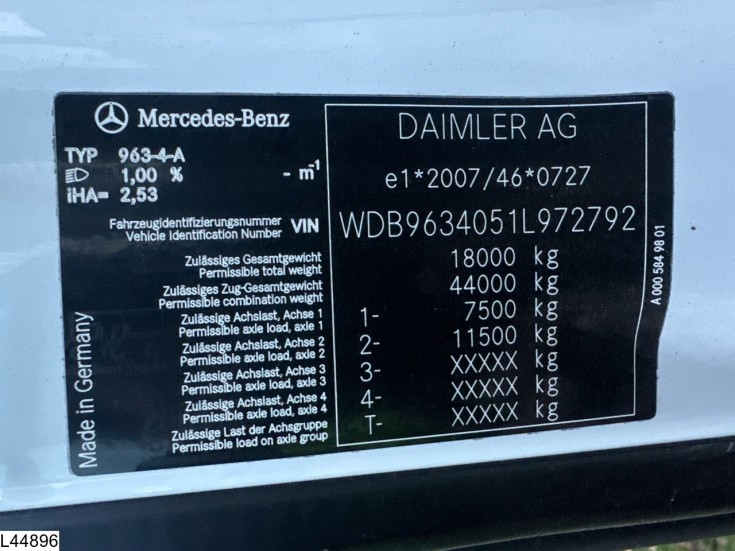 Mercedes-Benz
TYP 963-4-A
1,00 % - m⁻¹
iHA= 2,53
Fahrzeugidentifizierungsnummer
Vehicle Identification Number VIN
DAIMLER AG
e1*2007/46*0727
WDB9634051L972792
Zulässiges Gesamtgewicht
Permissible total weight 18000 kg
Zulässiges Zug-Gesamtgewicht
Permissible combination weight 44000 kg
Zulässige Achslast, Achse 1
Permissible axle load, axle 1 1- 7500 kg
Zulässige Achslast, Achse 2
Permissible axle load, axle 2 2- 11500 kg
Zulässige Achslast, Achse 3
Permissible axle load, axle 3 3- XXXXX kg
Zulässige Achslast, Achse 4
Permissible axle load, axle 4 4- XXXXX kg
Zulässige Last der Achsgruppe
Permissible load on axle group T- XXXXX kg
Made in Germany
A 000 584 98 01
L44896